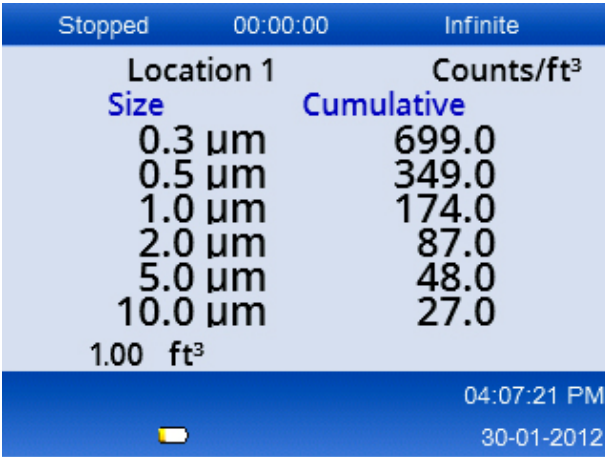 Stopped 00:00:00 Infinite
Location 1 Counts/ft³
Size Cumulative
0.3 µm 699.0
0.5 µm 349.0
1.0 µm 174.0
2.0 µm 87.0
5.0 µm 48.0
10.0 µm 27.0
1.00 ft³
04:07:21 PM
30-01-2012